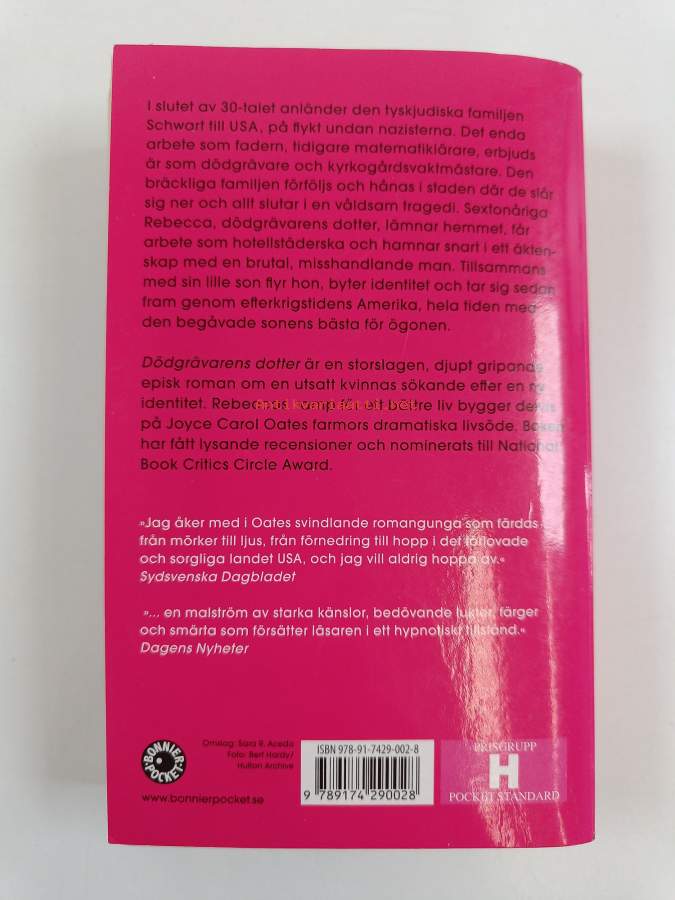 I slutet av 30-talet anländer den tyskjudiska familjen
Schwart till USA, på flykt undan nazisterna. Det enda
arbete som fadern, tidigare matematiklärare, erbjuds
är som dödgrävare och kyrkogårdsvaktmästare. Den
bräckliga familjen förföljs och hånas i staden där de slår
sig ner och allt slutar i en våldsam tragedi. Sextonåriga
Rebecca, dödgrävarens dotter, lämnar hemmet, får
arbete som hotellstäderska och hamnar snart i ett äkten-
skap med en brutal, misshandlande man. Tillsammans
med sin lille son flyr hon, byter identitet och tar sig sedan
fram genom efterkrigstidens Amerika, hela tiden med
den begåvade sonens bästa för ögonen.
Dödgrävarens dotter är en storslagen, djupt gripande
episk roman om en utsatt kvinnas sökande efter en ny
identitet. Rebeccas kamp för ett bättre liv bygger delvis
på Joyce Carol Oates farmors dramatiska livsöde. Boken
har fått lysande recensioner och nominerats till National
Book Critics Circle Award.
»Jag åker med i Oates svindlande romangunga som färdas
från mörker till ljus, från förnedring till hopp i det förlovade
och sorgliga landet USA, och jag vill aldrig hoppa av.«
Sydsvenska Dagbladet
»... en malström av starka känslor, bedövande lukter, färger
och smärta som försätter läsaren i ett hypnotiskt tillstånd.«
Dagens Nyheter
BONNIER
POCKET
www.bonnierpocket.se
Omslag: Sara R. Acedo
Foto: Bert Hardy/
Hulton Archive
ISBN 978-91-7429-002-8
9 789174 290028
PRISGRUPP
H
POCKET STANDARD